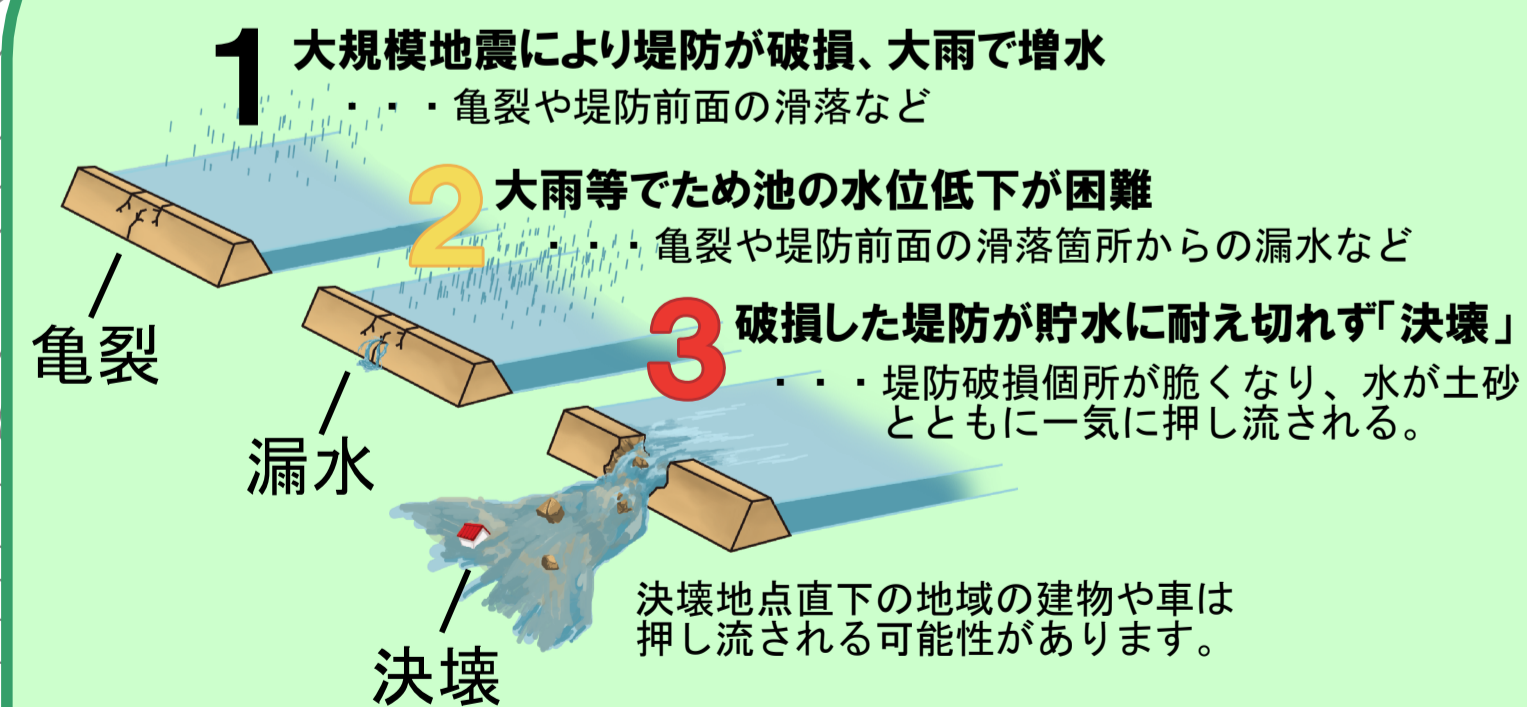 1 大規模地震により堤防が破損、大雨で増水
・・・亀裂や堤防前面の滑落など
亀裂
2 大雨等でため池の水位低下が困難
・・・亀裂や堤防前面の滑落箇所からの漏水など
漏水
3 破損した堤防が貯水に耐え切れず「決壊」
・・・堤防破損個所が脆くなり、水が土砂
とともに一気に押し流される。
決壊
決壊地点直下の地域の建物や車は
押し流される可能性があります。